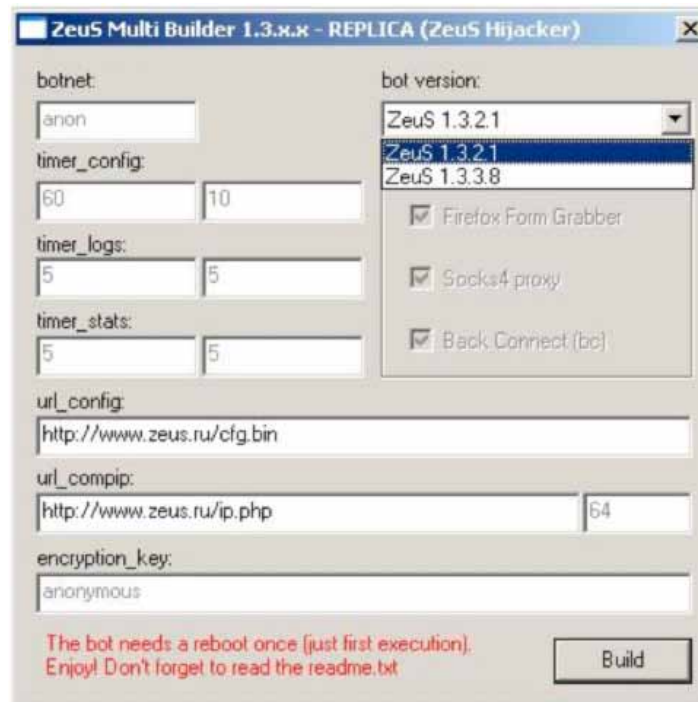 ZeuS Multi Builder 1.3.x.x - REPLICA (ZeuS Hijacker)
botnet:
anon
bot version:
ZeuS 1.3.2.1
ZeuS 1.3.2.1
ZeuS 1.3.3.8
timer_config:
60 10
Firefox Form Grabber
timer_logs:
5 5
Socks4 proxy
timer_stats:
5 5
Back Connect (bc)
url_config:
http://www.zeus.ru/cfg.bin
url_compip:
http://www.zeus.ru/ip.php 64
encryption_key:
anonymous
The bot needs a reboot once (just first execution).
Enjoy! Don't forget to read the readme.txt
Build